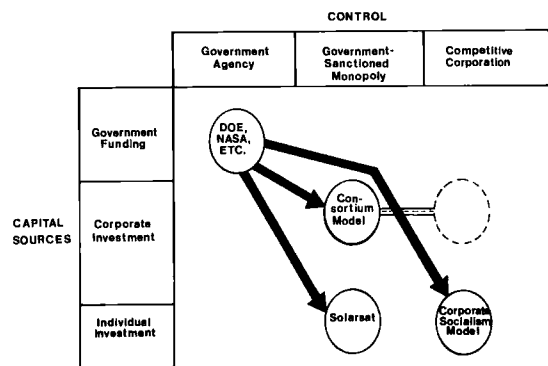 CONTROL
Government
Agency
Government-
Sanctioned
Monopoly
Competitive
Corporation
CAPITAL
SOURCES
Government
Funding
Corporate
Investment
Individual
Investment
DOE,
NASA,
ETC.
Con-
sortium
Model
Solarsat
Corporate
Socialism
Model